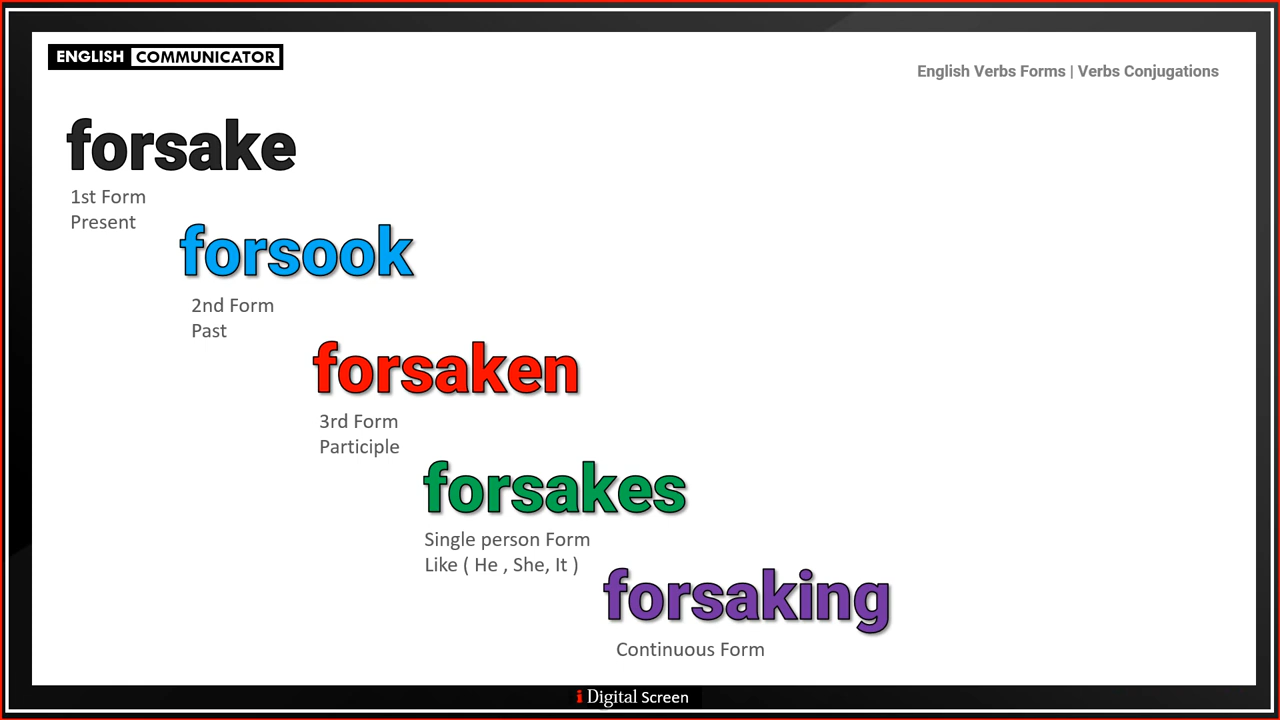 ENGLISH COMMUNICATOR
English Verbs Forms | Verbs Conjugations
forsake
1st Form
Present
forsook
2nd Form
Past
forsaken
3rd Form
Participle
forsakes
Single person Form
Like ( He , She, It )
forsaking
Continuous Form
i Digital Screen